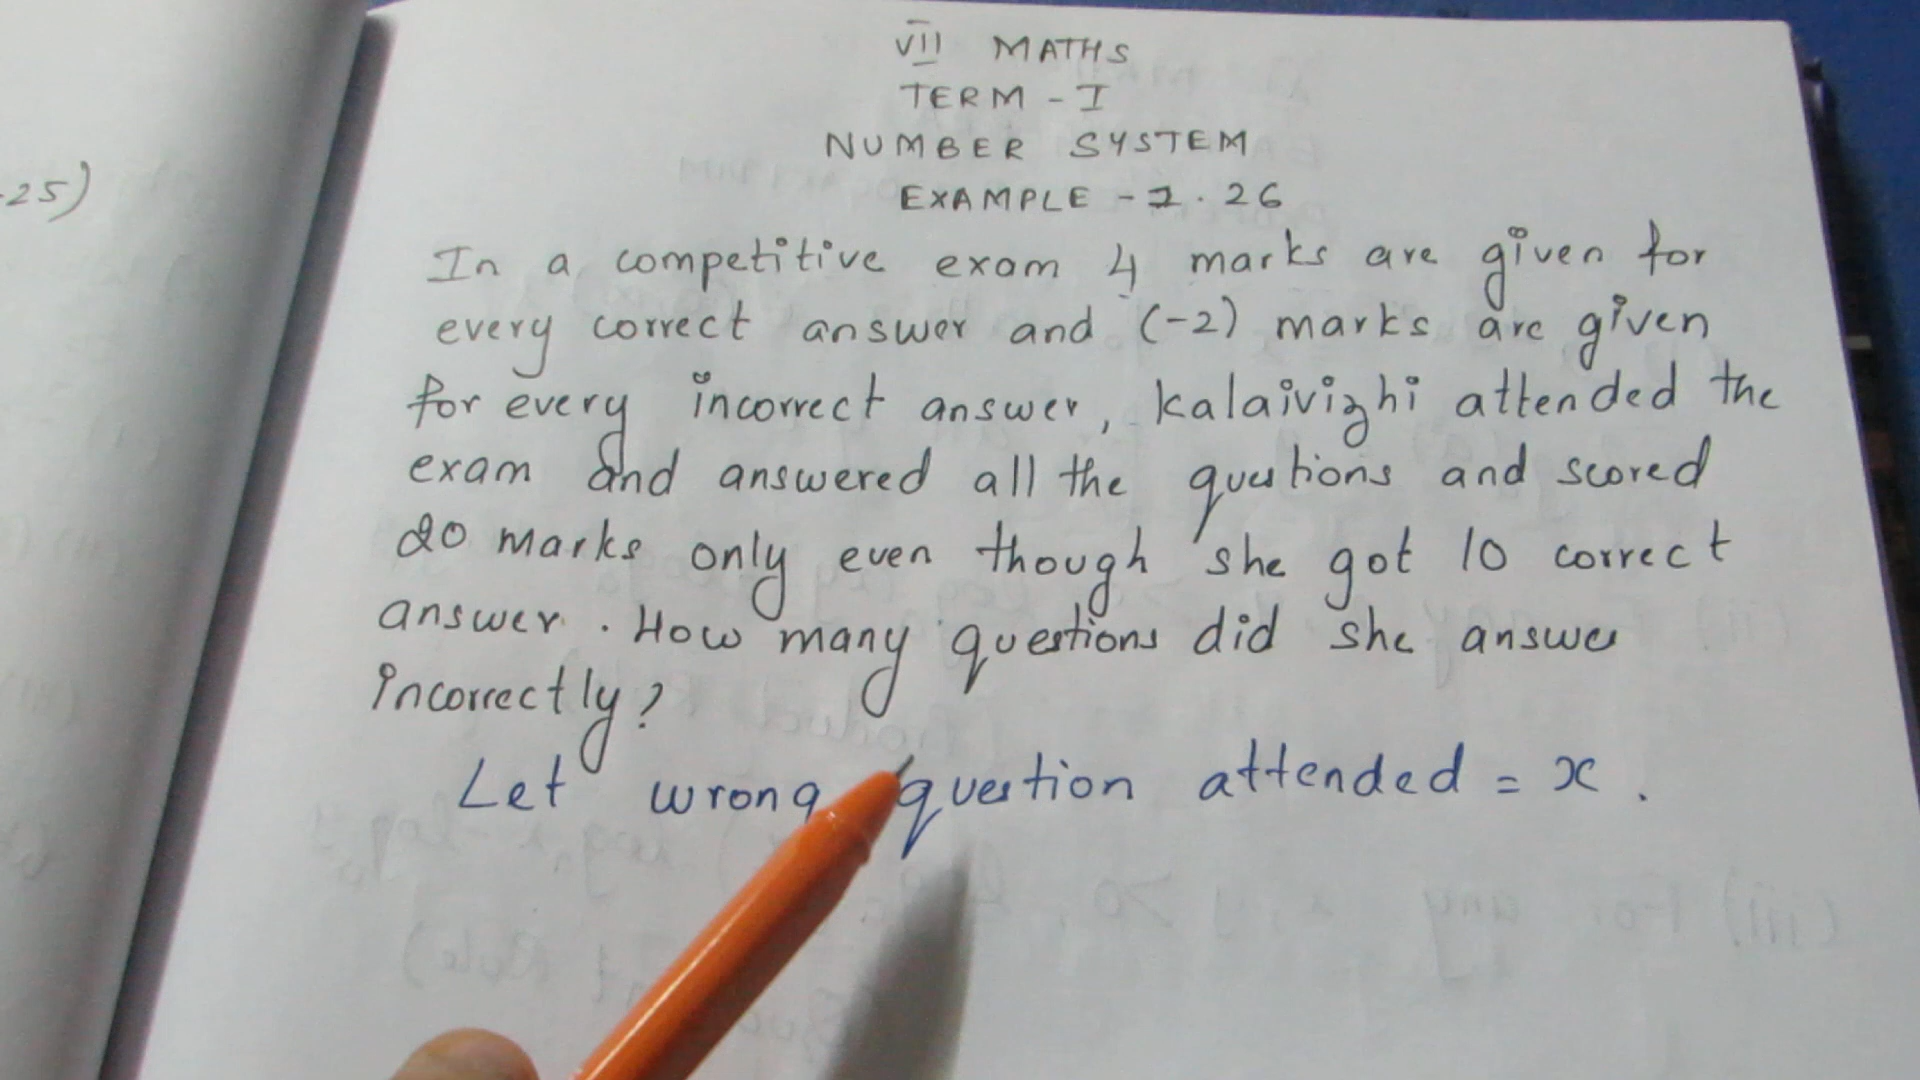 -25)
VII MATHS
TERM - I
NUMBER SYSTEM
EXAMPLE - 1.26
In a competitive exam 4 marks are given for
every correct answer and (-2) marks are given
for every incorrect answer, kalaivizhi attended the
exam and answered all the questions and scored
20 marks only even though she got 10 correct
answer. How many questions did she answer
incorrectly?
Let wrong question attended = x.